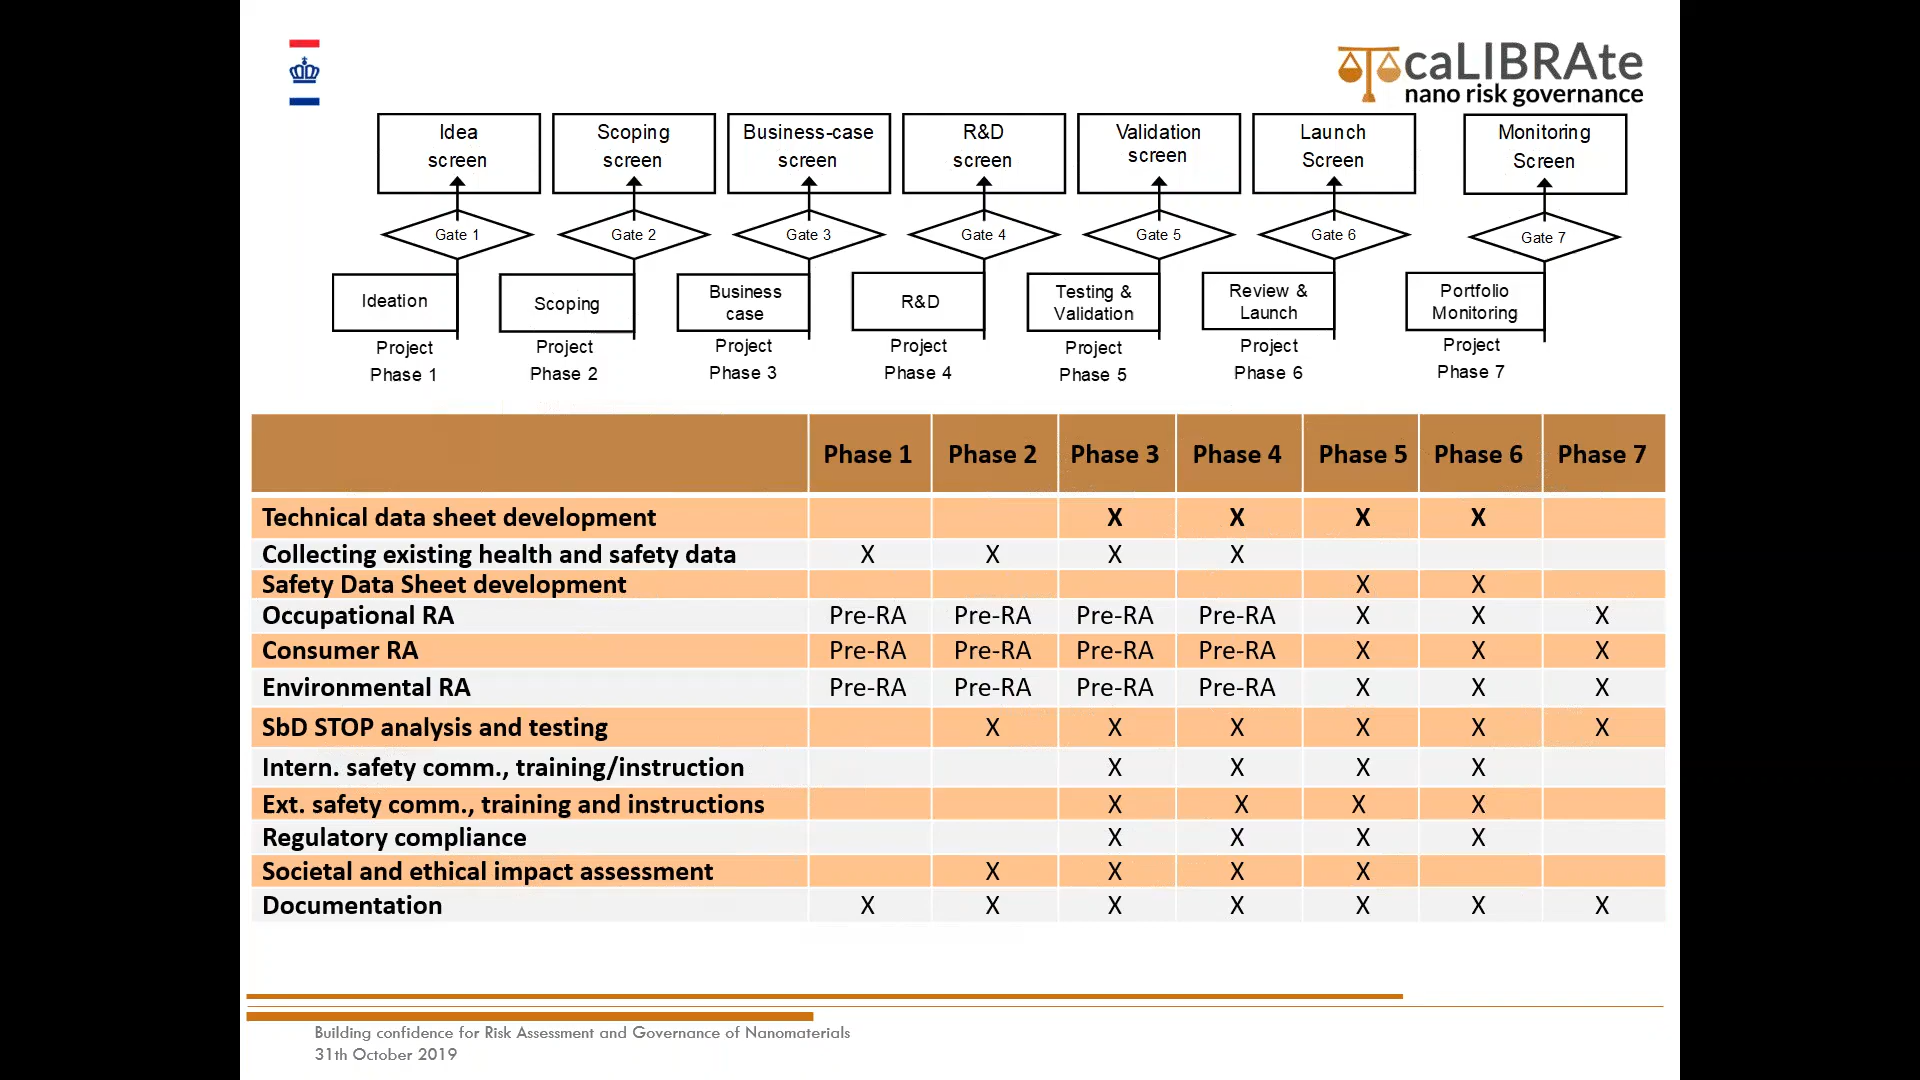 caLIBRAte
nano risk governance
Idea
screen
Scoping
screen
Business-case
screen
R&D
screen
Validation
screen
Launch
Screen
Monitoring
Screen
Gate 1
Gate 2
Gate 3
Gate 4
Gate 5
Gate 6
Gate 7
Ideation
Scoping
Business
case
R&D
Testing &
Validation
Review &
Launch
Portfolio
Monitoring
Project
Phase 1
Project
Phase 2
Project
Phase 3
Project
Phase 4
Project
Phase 5
Project
Phase 6
Project
Phase 7
Phase 1 Phase 2 Phase 3 Phase 4 Phase 5 Phase 6 Phase 7
Technical data sheet development X X X X
Collecting existing health and safety data X X X X
Safety Data Sheet development X X
Occupational RA Pre-RA Pre-RA Pre-RA Pre-RA X X X
Consumer RA Pre-RA Pre-RA Pre-RA Pre-RA X X X
Environmental RA Pre-RA Pre-RA Pre-RA Pre-RA X X X
SbD STOP analysis and testing X X X X X X
Intern. safety comm., training/instruction X X X X
Ext. safety comm., training and instructions X X X X
Regulatory compliance X X X X
Societal and ethical impact assessment X X X X
Documentation X X X X X X X
Building confidence for Risk Assessment and Governance of Nanomaterials
31th October 2019